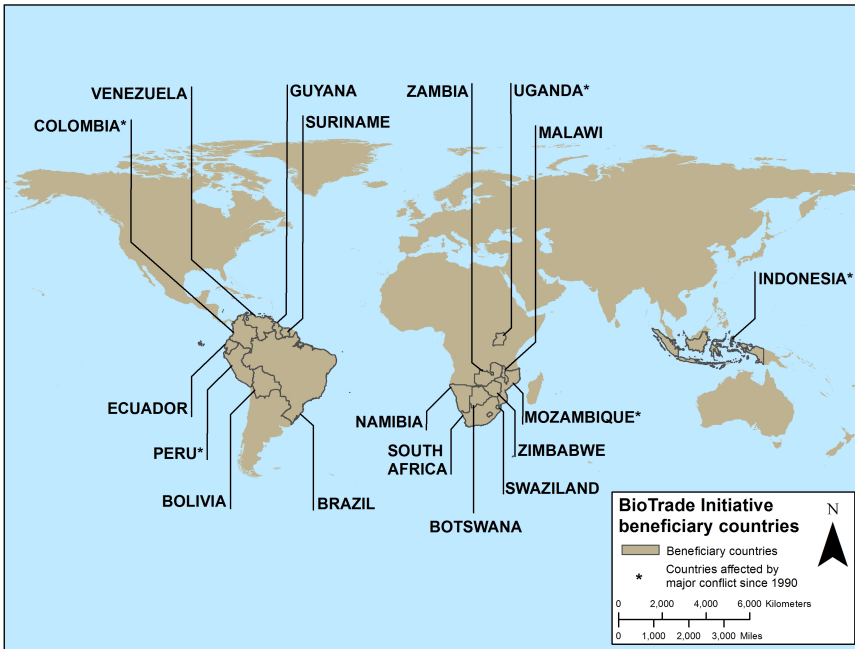 VENEZUELA
GUYANA
ZAMBIA
UGANDA*
COLOMBIA*
SURINAME
MALAWI
INDONESIA*
ECUADOR
NAMIBIA
MOZAMBIQUE*
PERU*
SOUTH
AFRICA
ZIMBABWE
BOLIVIA
BRAZIL
SWAZILAND
BOTSWANA
BioTrade Initiative
beneficiary countries
N
Beneficiary countries
* Countries affected by
major conflict since 1990
0 2,000 4,000 6,000 Kilometers
0 1,000 2,000 3,000 Miles